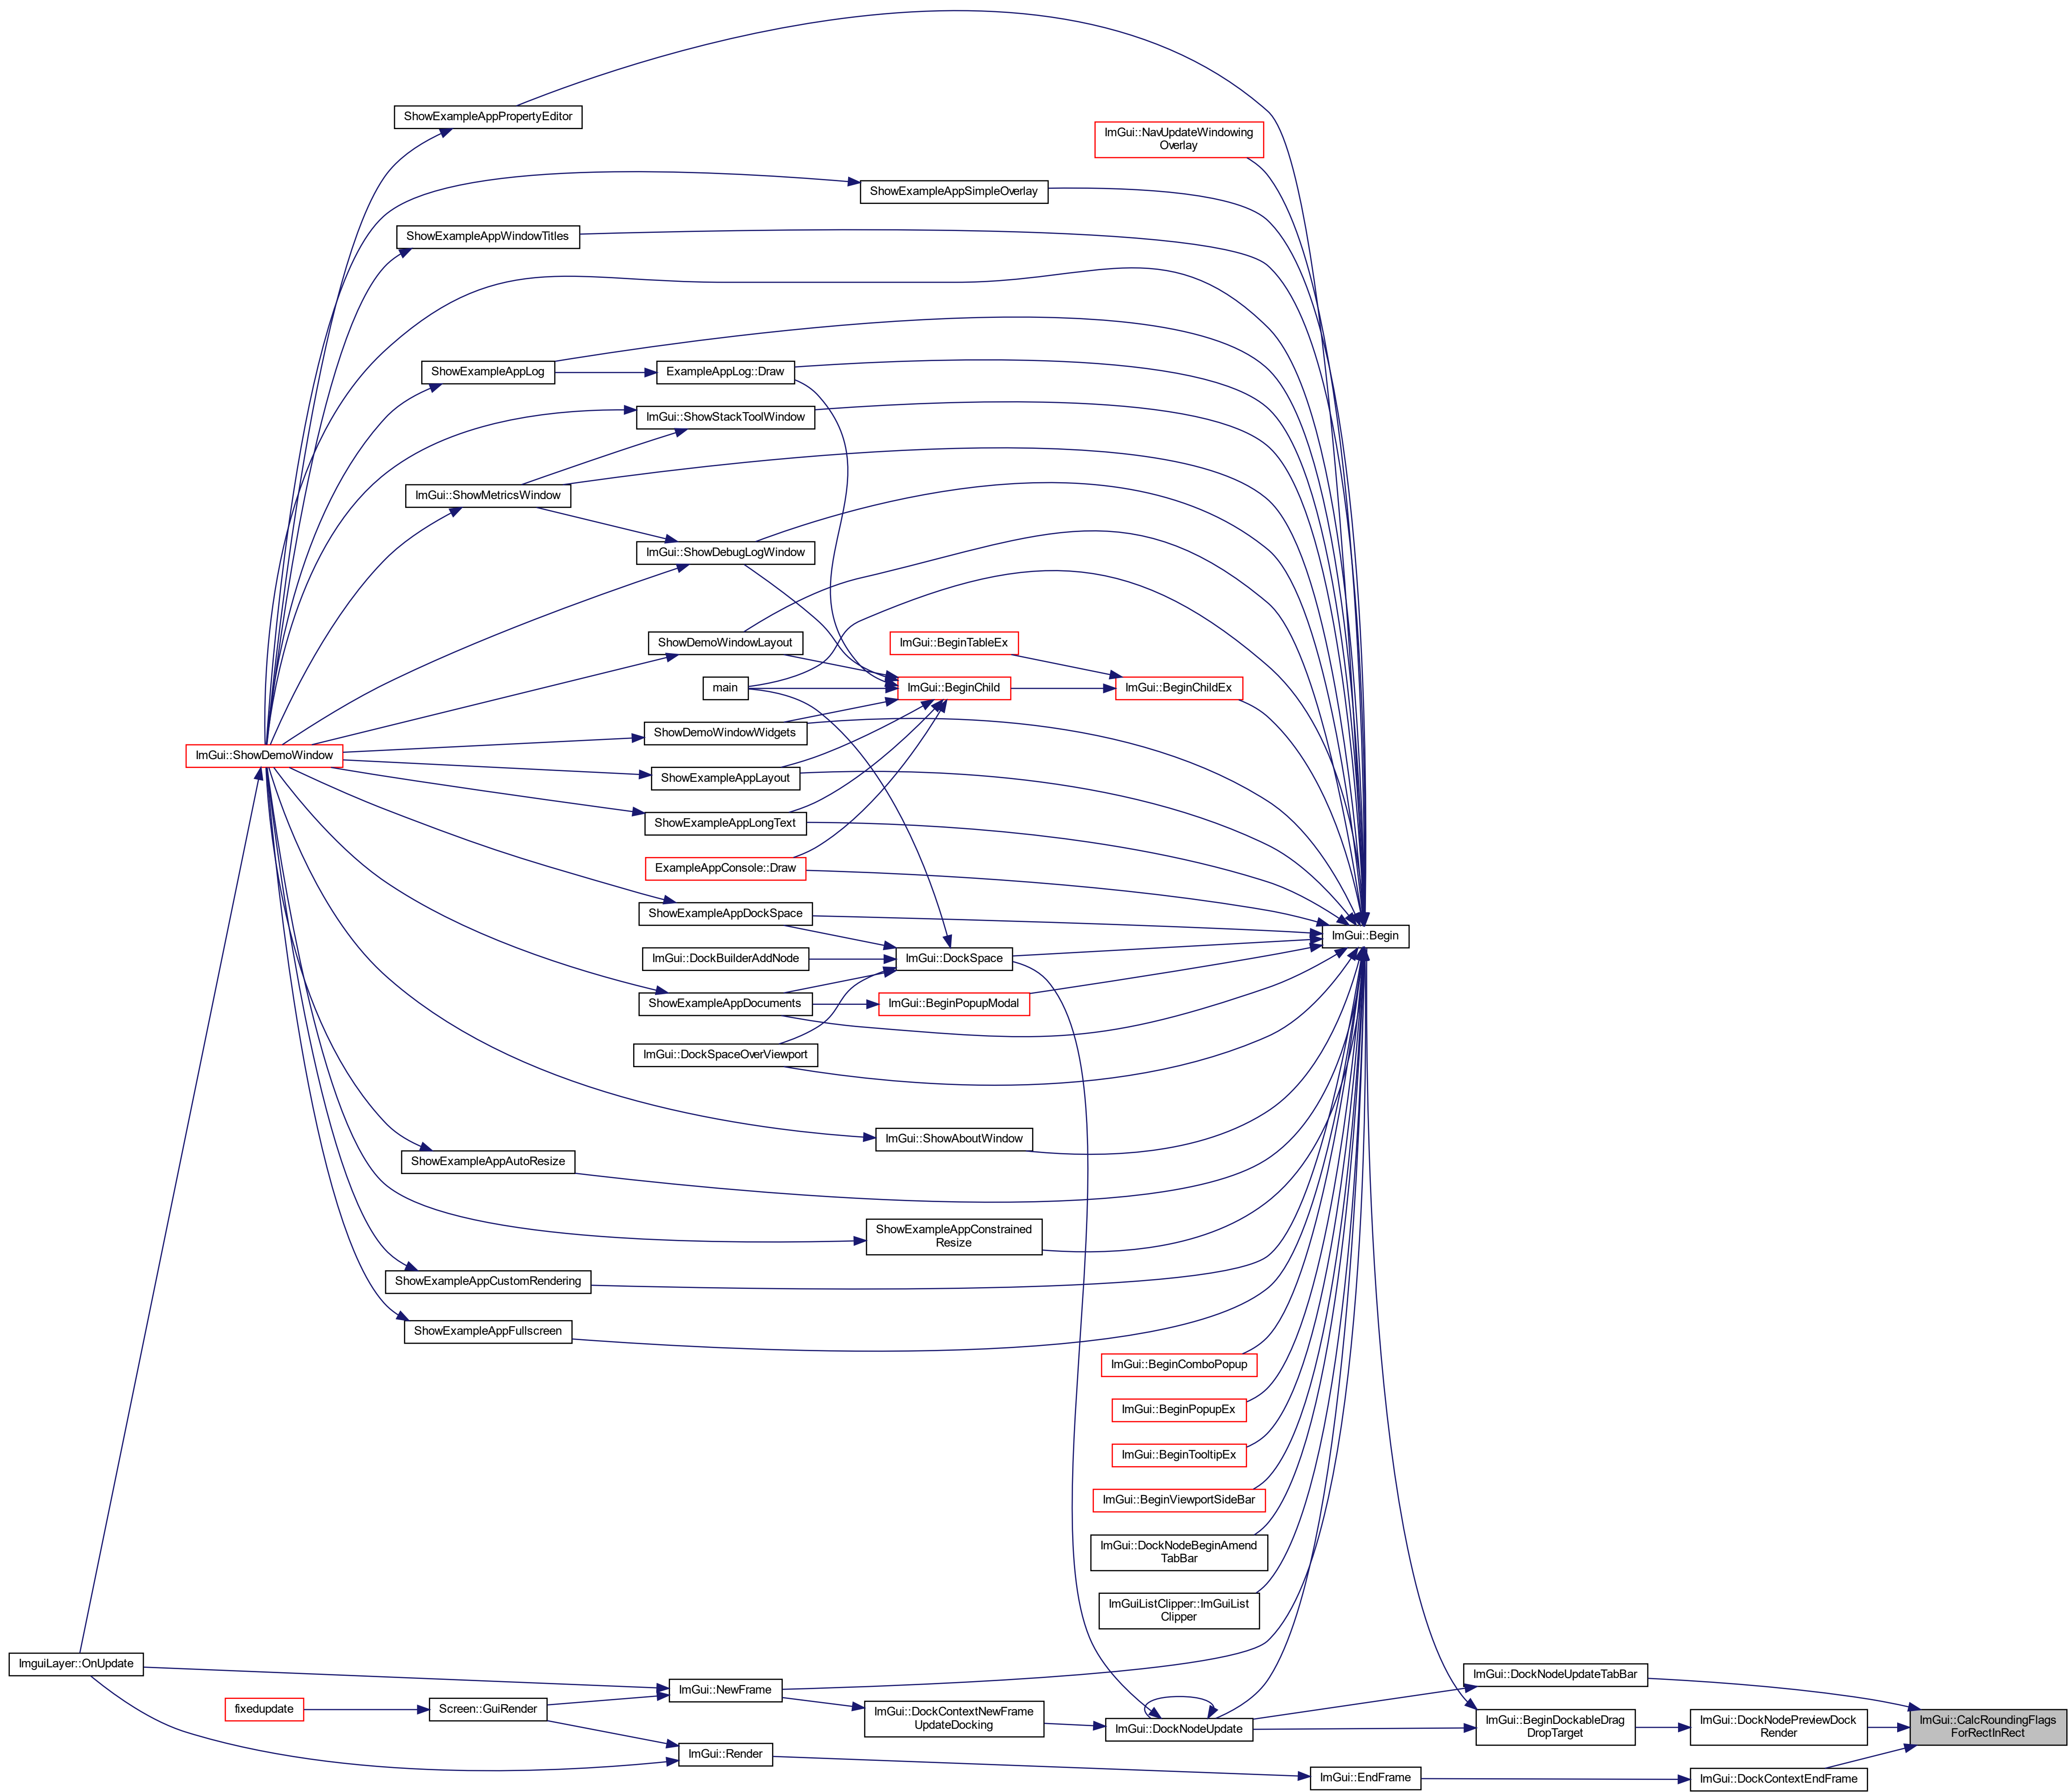 ShowExampleAppPropertyEditor
ImGui::NavUpdateWindowing
Overlay
ShowExampleAppSimpleOverlay
ShowExampleAppWindowTitles
ShowExampleAppLog
ExampleAppLog::Draw
ImGui::ShowStackToolWindow
ImGui::ShowMetricsWindow
ImGui::ShowDebugLogWindow
ShowDemoWindowLayout
ImGui::BeginTableEx
main
ImGui::BeginChild
ImGui::BeginChildEx
ShowDemoWindowWidgets
ImGui::ShowDemoWindow
ShowExampleAppLayout
ShowExampleAppLongText
ExampleAppConsole::Draw
ShowExampleAppDockSpace
ImGui::Begin
ImGui::DockBuilderAddNode
ImGui::DockSpace
ShowExampleAppDocuments
ImGui::BeginPopupModal
ImGui::DockSpaceOverViewport
ImGui::ShowAboutWindow
ShowExampleAppAutoResize
ShowExampleAppConstrained
Resize
ShowExampleAppCustomRendering
ShowExampleAppFullscreen
ImGui::BeginComboPopup
ImGui::BeginPopupEx
ImGui::BeginTooltipEx
ImGui::BeginViewportSideBar
ImGui::DockNodeBeginAmend
TabBar
ImGuiListClipper::ImGuiList
Clipper
ImguiLayer::OnUpdate
ImGui::DockNodeUpdateTabBar
ImGui::NewFrame
fixedupdate
Screen::GuiRender
ImGui::DockContextNewFrame
UpdateDocking
ImGui::DockNodeUpdate
ImGui::BeginDockableDrag
DropTarget
ImGui::DockNodePreviewDock
Render
ImGui::CalcRoundingFlags
ForRectInRect
ImGui::Render
ImGui::EndFrame
ImGui::DockContextEndFrame